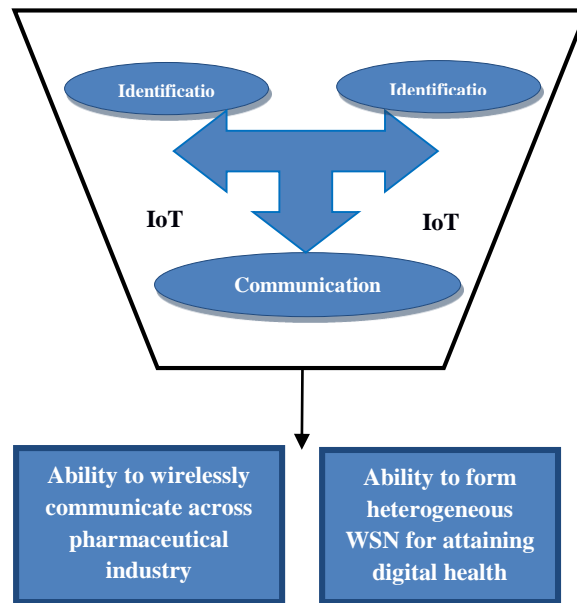 Identificatio
Identificatio
IoT
IoT
Communication
Ability to wirelessly
communicate across
pharmaceutical
industry
Ability to form
heterogeneous
WSN for attaining
digital health